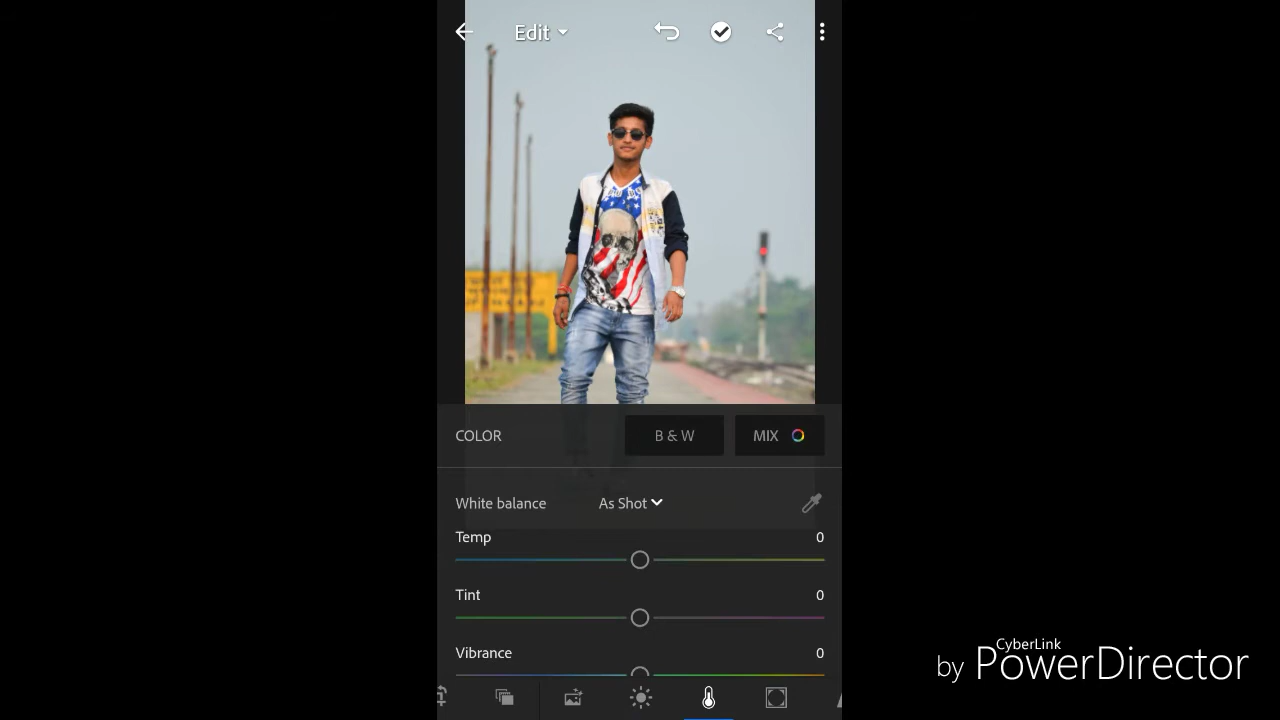 Edit
COLOR
B & W
MIX
White balance
As Shot
Temp
0
Tint
0
Vibrance
0
CyberLink
by PowerDirector